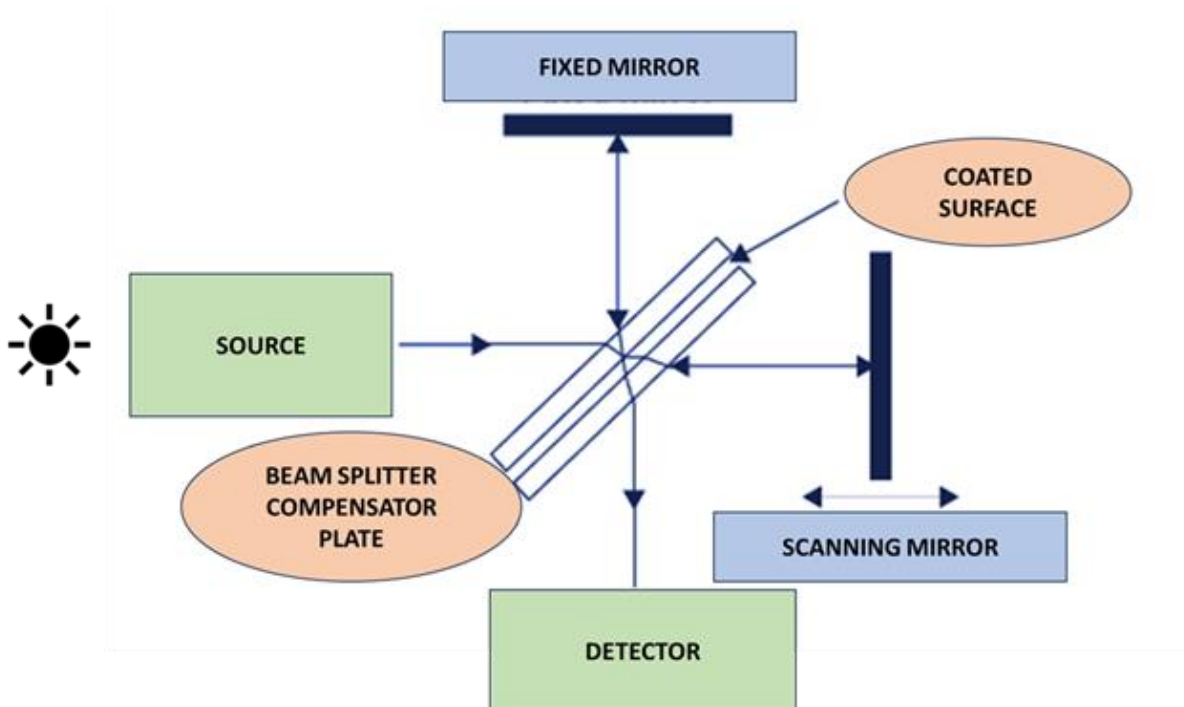 FIXED MIRROR
COATED
SURFACE
SOURCE
BEAM SPLITTER
COMPENSATOR
PLATE
SCANNING MIRROR
DETECTOR